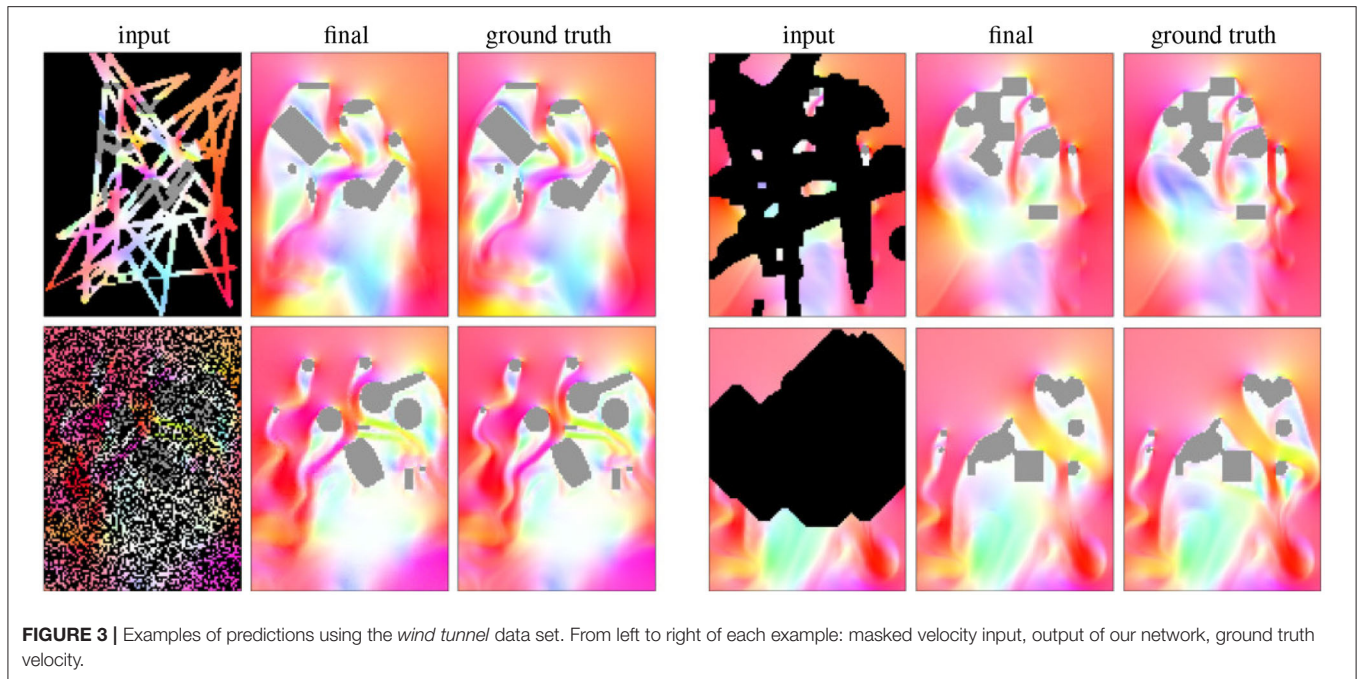 input final ground truth input final ground truth
FIGURE 3 | Examples of predictions using the wind tunnel data set. From left to right of each example: masked velocity input, output of our network, ground truth
velocity.